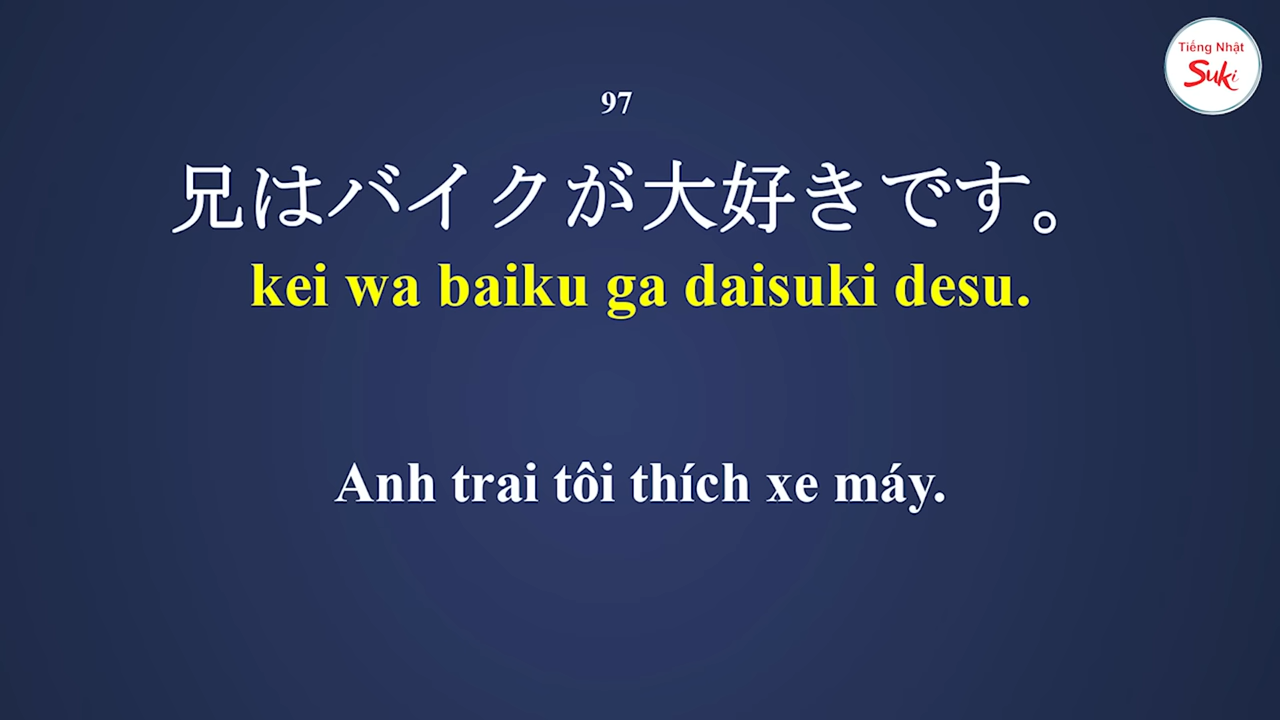 Tiếng Nhật
Suki
97
兄はバイクが大好きです。
kei wa baiku ga daisuki desu.
Anh trai tôi thích xe máy.